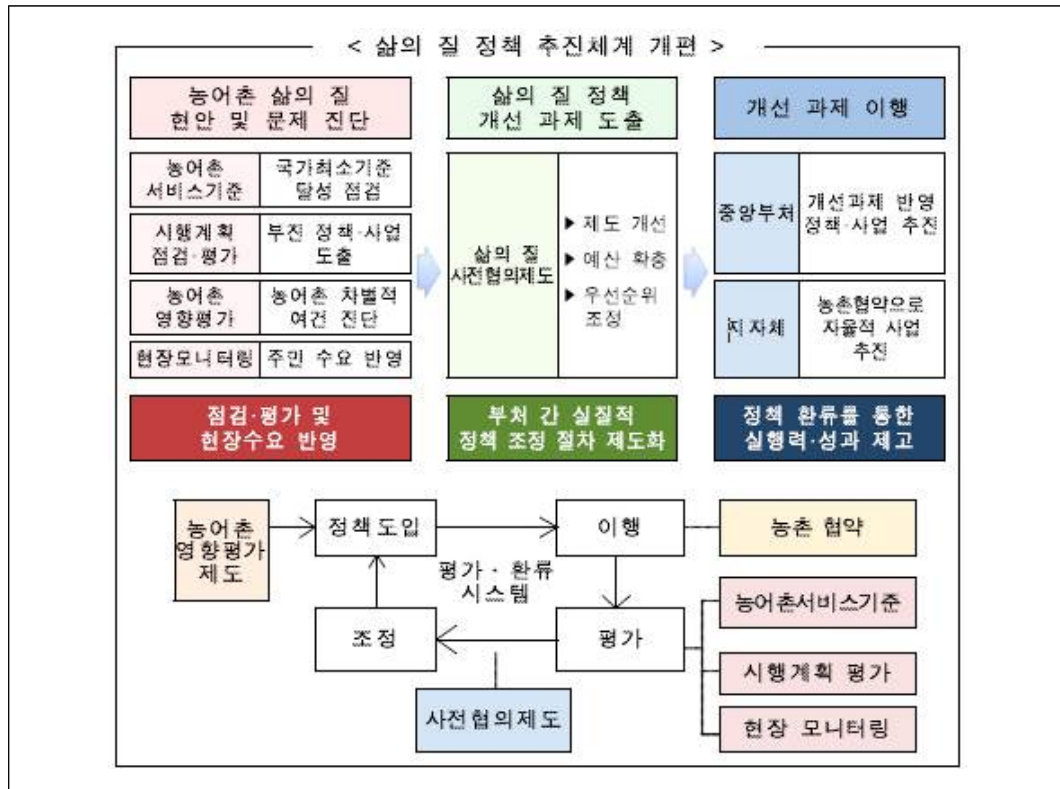 < 삶의 질 정책 추진체계 개편 >
농어촌 삶의 질
현안 및 문제 진단
농어촌
서비스기준
국가최소기준
달성 점검
시행계획
점검·평가
부진 정책·사업
도출
농어촌
영향평가
농어촌 차별적
여건 진단
현장모니터링
주민 수요 반영
점검·평가 및
현장수요 반영
삶의 질 정책
개선 과제 도출
삶의 질
사전협의제도
▶ 제도 개선
▶ 예산 확충
▶ 우선순위
조정
부처 간 실질적
정책 조정 절차 제도화
개선 과제 이행
중앙부처
개선과제 반영
정책·사업 추진
지자체
농촌협약으로
자율적 사업
추진
정책 환류를 통한
실행력·성과 제고
농어촌
영향평가
제도
정책도입
이행
농촌 협약
평가·환류
시스템
조정
평가
농어촌서비스기준
시행계획 평가
현장 모니터링
사전협의제도